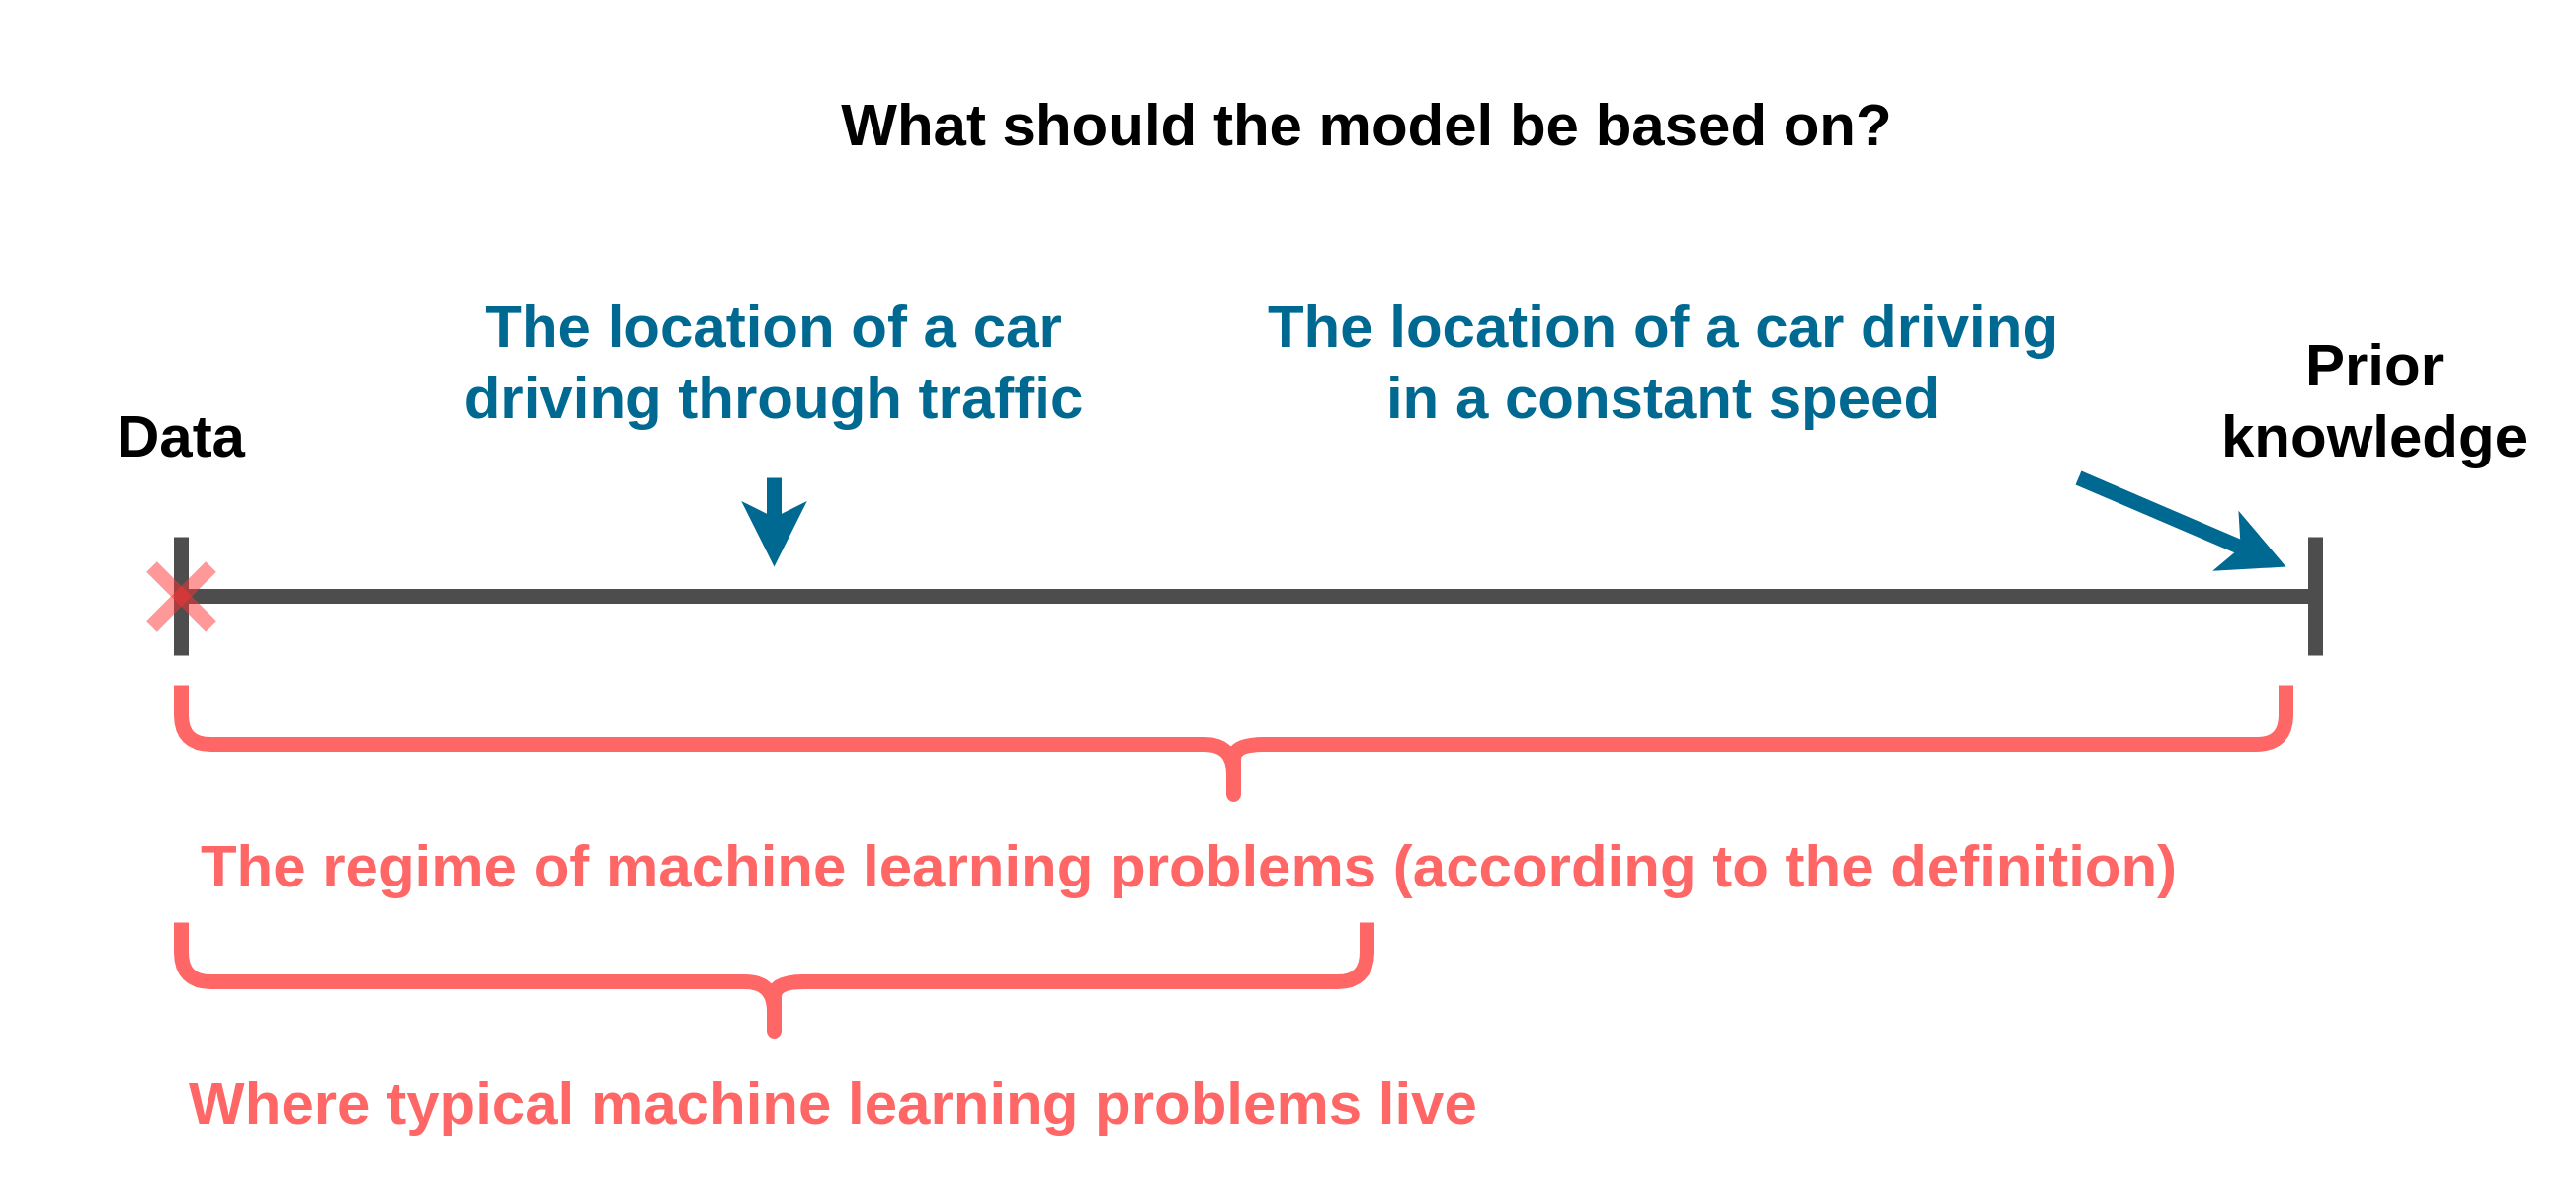 What should the model be based on?
The location of a car
driving through traffic
The location of a car driving
in a constant speed
Prior
knowledge
Data
The regime of machine learning problems (according to the definition)
Where typical machine learning problems live